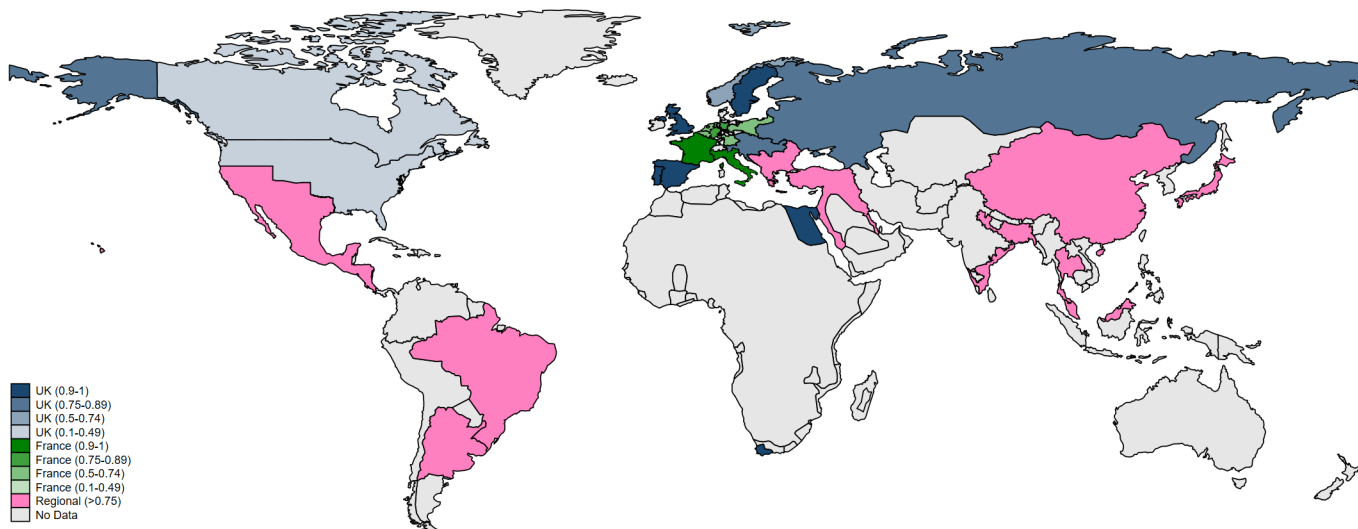 UK (0.9-1)
UK (0.75-0.89)
UK (0.5-0.74)
UK (0.1-0.49)
France (0.9-1)
France (0.75-0.89)
France (0.5-0.74)
France (0.1-0.49)
Regional (>0.75)
No Data